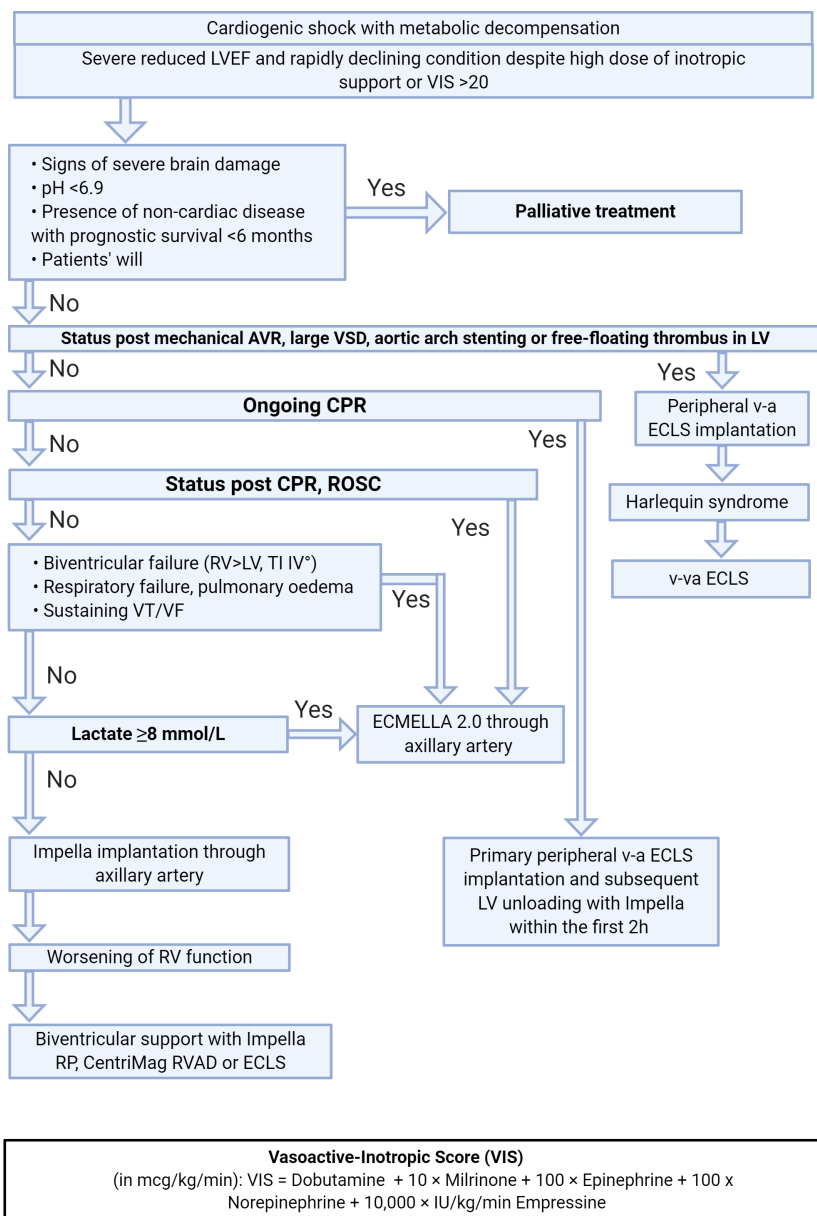 Cardiogenic shock with metabolic decompensation
Severe reduced LVEF and rapidly declining condition despite high dose of inotropic
support or VIS >20
• Signs of severe brain damage
• pH <6.9
• Presence of non-cardiac disease
with prognostic survival <6 months
• Patients' will
Yes
Palliative treatment
No
Status post mechanical AVR, large VSD, aortic arch stenting or free-floating thrombus in LV
No
Yes
Peripheral v-a
ECLS implantation
Harlequin syndrome
v-va ECLS
Ongoing CPR
No
Yes
Status post CPR, ROSC
No
Yes
• Biventricular failure (RV>LV, TI IV°)
• Respiratory failure, pulmonary oedema
• Sustaining VT/VF
Yes
No
Lactate ≥8 mmol/L
Yes
ECMELLA 2.0 through
axillary artery
No
Impella implantation through
axillary artery
Primary peripheral v-a ECLS
implantation and subsequent
LV unloading with Impella
within the first 2h
Worsening of RV function
Biventricular support with Impella
RP, CentriMag RVAD or ECLS
Vasoactive-Inotropic Score (VIS)
(in mcg/kg/min): VIS = Dobutamine + 10 × Milrinone + 100 × Epinephrine + 100 x
Norepinephrine + 10,000 × IU/kg/min Empressine